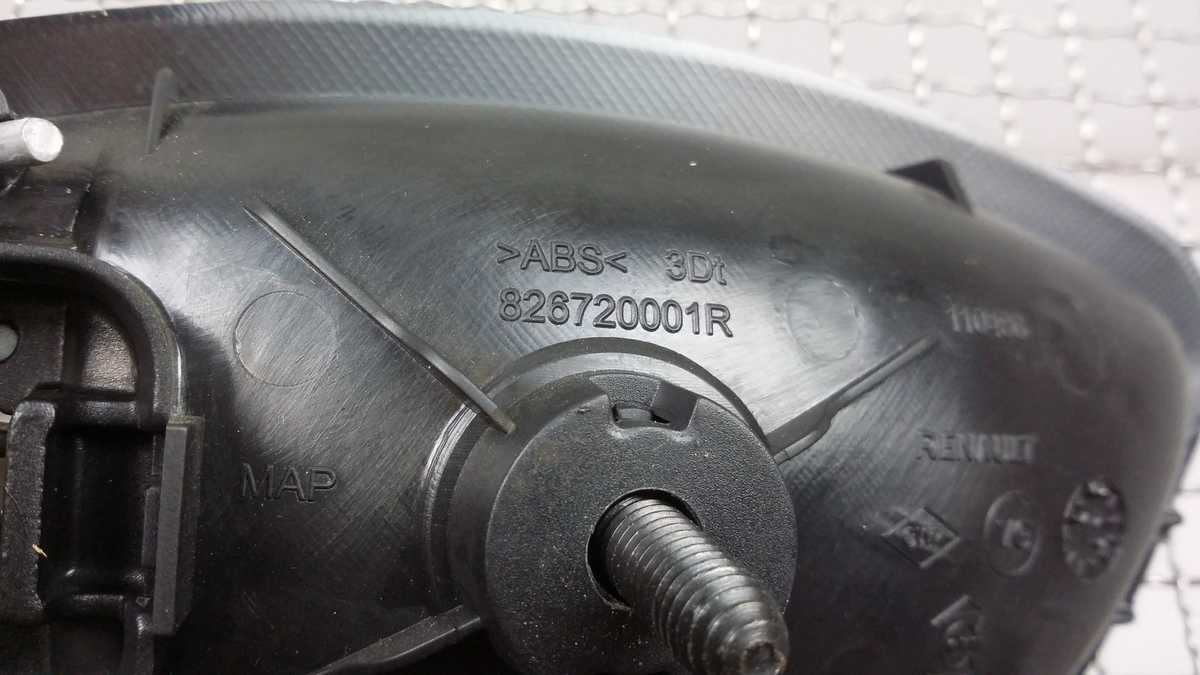 >ABS< 3Dt
826720001R
MAP
RENAULT